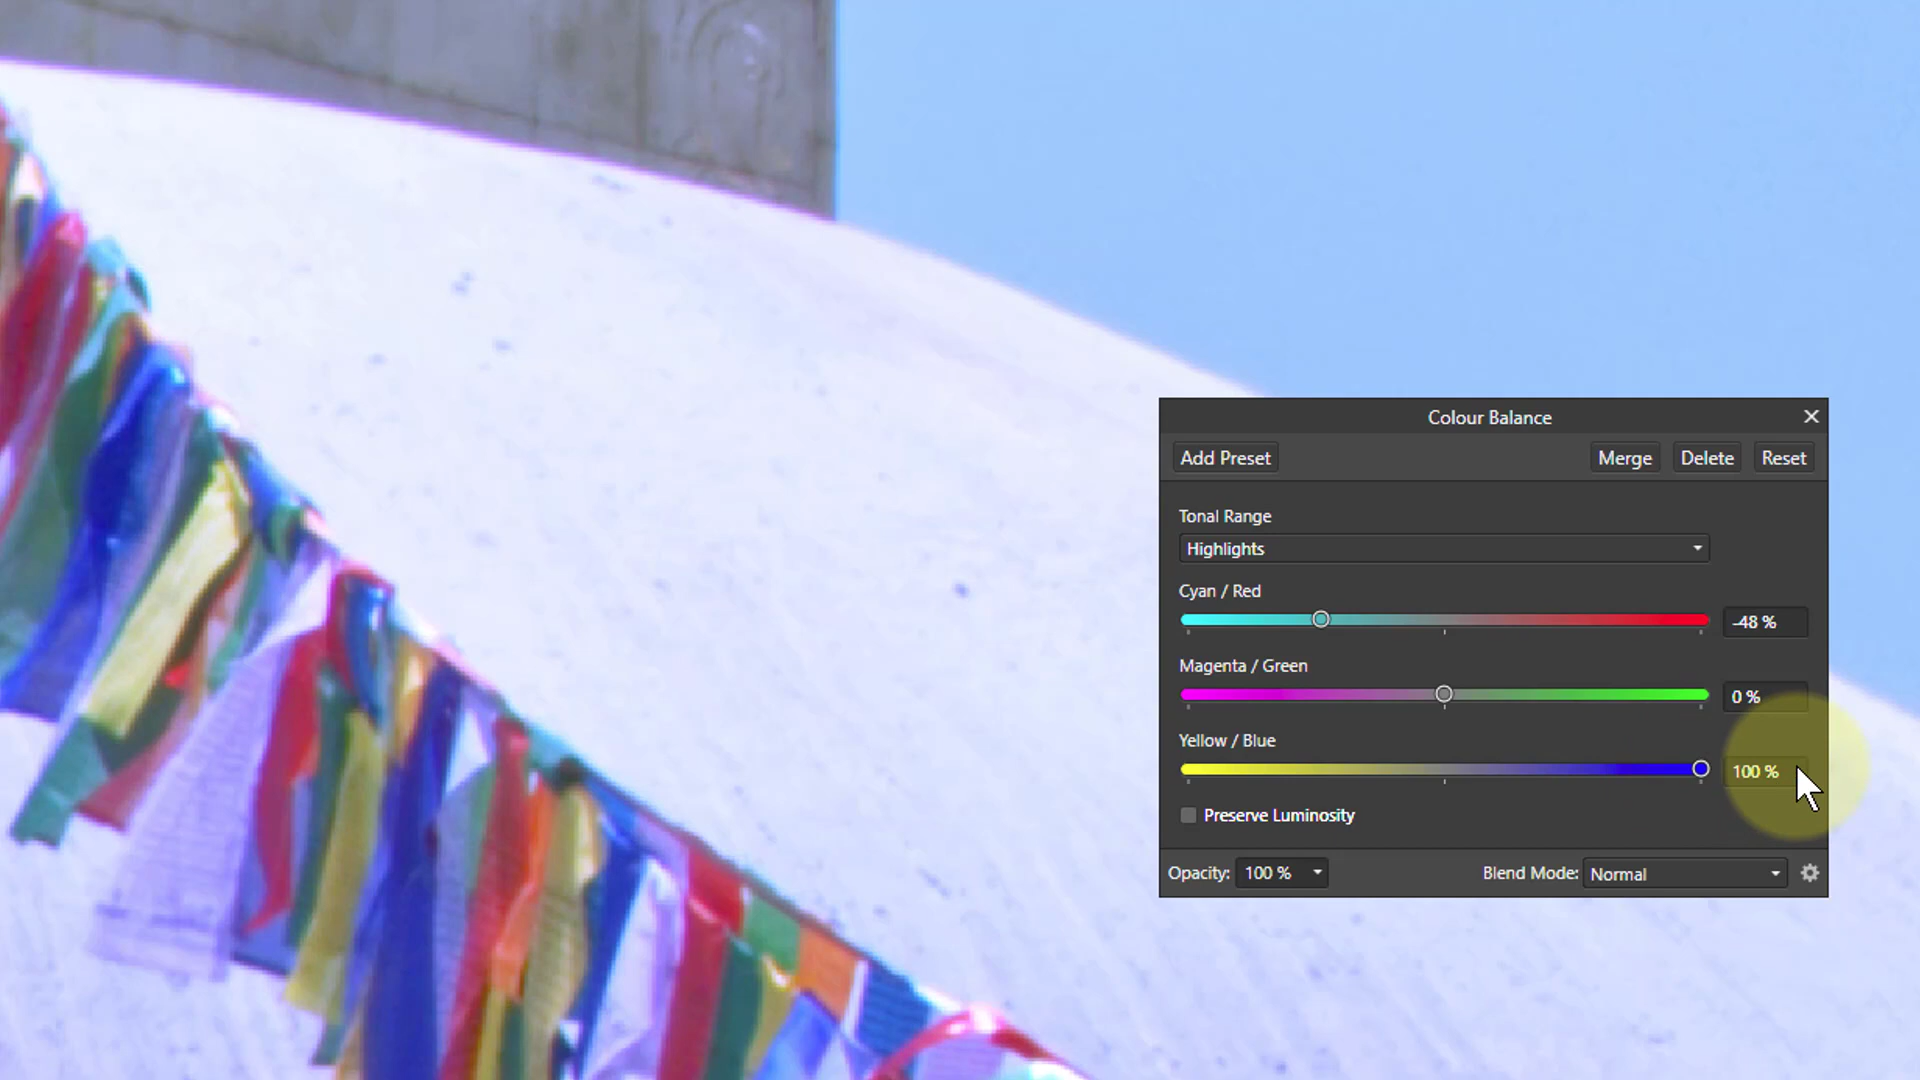 Colour Balance
Add Preset
Merge
Delete
Reset
Tonal Range
Highlights
Cyan / Red
-48 %
Magenta / Green
0 %
Yellow / Blue
100 %
Preserve Luminosity
Opacity: 100 %
Blend Mode: Normal